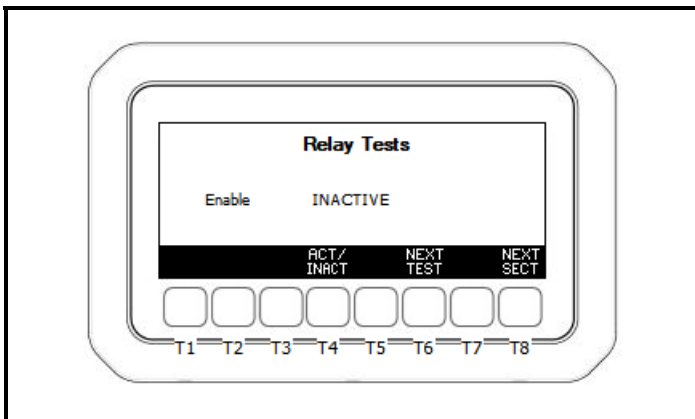 Relay Tests
Enable INACTIVE
ACT/ NEXT NEXT
INACT TEST SECT
T1 T2 T3 T4 T5 T6 T7 T8